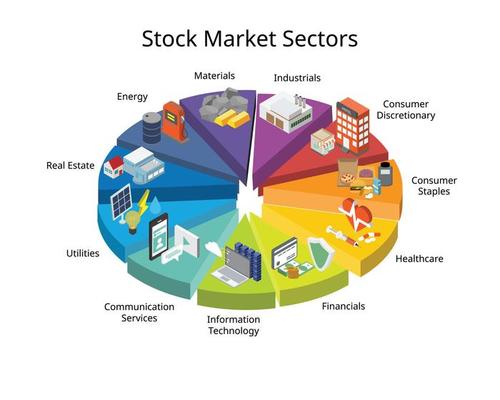 Stock Market Sectors
Materials
Industrials
Energy
Consumer
Discretionary
Real Estate
Consumer
Staples
Utilities
Healthcare
Communication
Services
Information
Technology
Financials